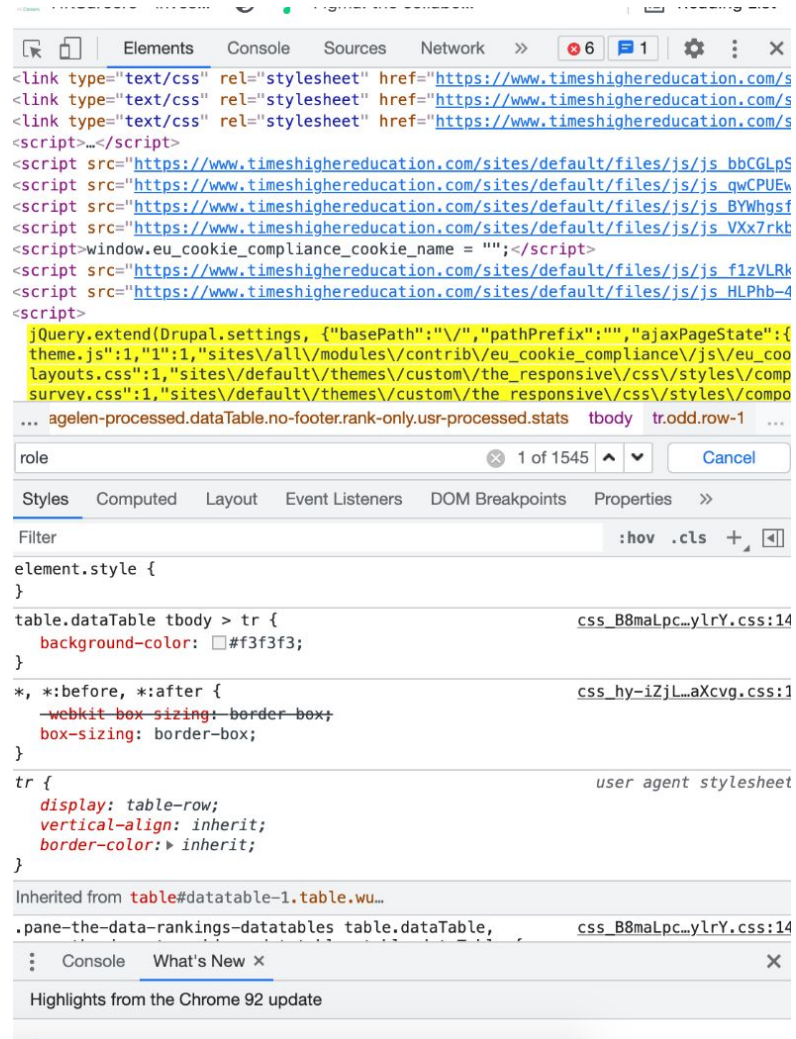 Elements Console Sources Network » 6 1
<link type="text/css" rel="stylesheet" href="https://www.timeshighereducation.com/s
<link type="text/css" rel="stylesheet" href="https://www.timeshighereducation.com/s
<link type="text/css" rel="stylesheet" href="https://www.timeshighereducation.com/s
<script>…</script>
<script src="https://www.timeshighereducation.com/sites/default/files/js/js_bbCGLpS
<script src="https://www.timeshighereducation.com/sites/default/files/js/js_qwCPUEw
<script src="https://www.timeshighereducation.com/sites/default/files/js/js_BYWhgsf
<script src="https://www.timeshighereducation.com/sites/default/files/js/js_VXx7rkb
<script>window.eu_cookie_compliance_cookie_name = "";</script>
<script src="https://www.timeshighereducation.com/sites/default/files/js/js_f1zVLRk
<script src="https://www.timeshighereducation.com/sites/default/files/js/js_HLPhb-4
<script>
jQuery.extend(Drupal.settings, {"basePath":"\/","pathPrefix":"","ajaxPageState":{
theme.js":1,"1":1,"sites\/all\/modules\/contrib\/eu_cookie_compliance\/js\/eu_coo
layouts.css":1,"sites\/default\/themes\/custom\/the_responsive\/css\/styles\/comp
survey.css":1,"sites\/default\/themes\/custom\/the_responsive\/css\/styles\/compo
... agelen-processed.dataTable.no-footer.rank-only.usr-processed.stats tbody tr.odd.row-1 ...
role 1 of 1545 Cancel
Styles Computed Layout Event Listeners DOM Breakpoints Properties »
Filter :hov .cls +
element.style {
}
table.dataTable tbody > tr { css_B8maLpc…ylrY.css:14
background-color: #f3f3f3;
}
*, *:before, *:after { css_hy-iZjL…aXcvg.css:1
-webkit-box-sizing: border-box;
box-sizing: border-box;
}
tr { user agent stylesheet
display: table-row;
vertical-align: inherit;
border-color: inherit;
}
Inherited from table#datatable-1.table.wu…
.pane-the-data-rankings-datatables table.dataTable, css_B8maLpc…ylrY.css:14
Console What's New ×
Highlights from the Chrome 92 update